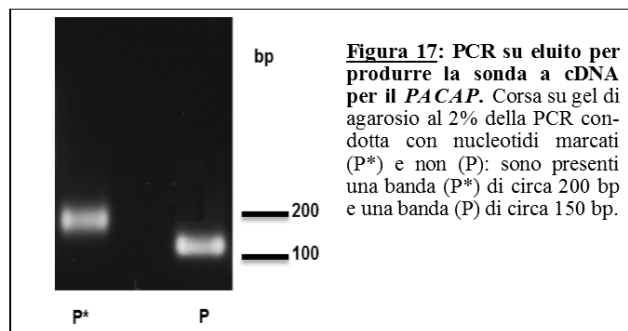 bp
200
100
P*
P
Figura 17: PCR su eluito per
produrre la sonda a cDNA
per il PACAP. Corsa su gel di
agarosio al 2% della PCR con-
dotta con nucleotidi marcati
(P*) e non (P): sono presenti
una banda (P*) di circa 200 bp
e una banda (P) di circa 150 bp.